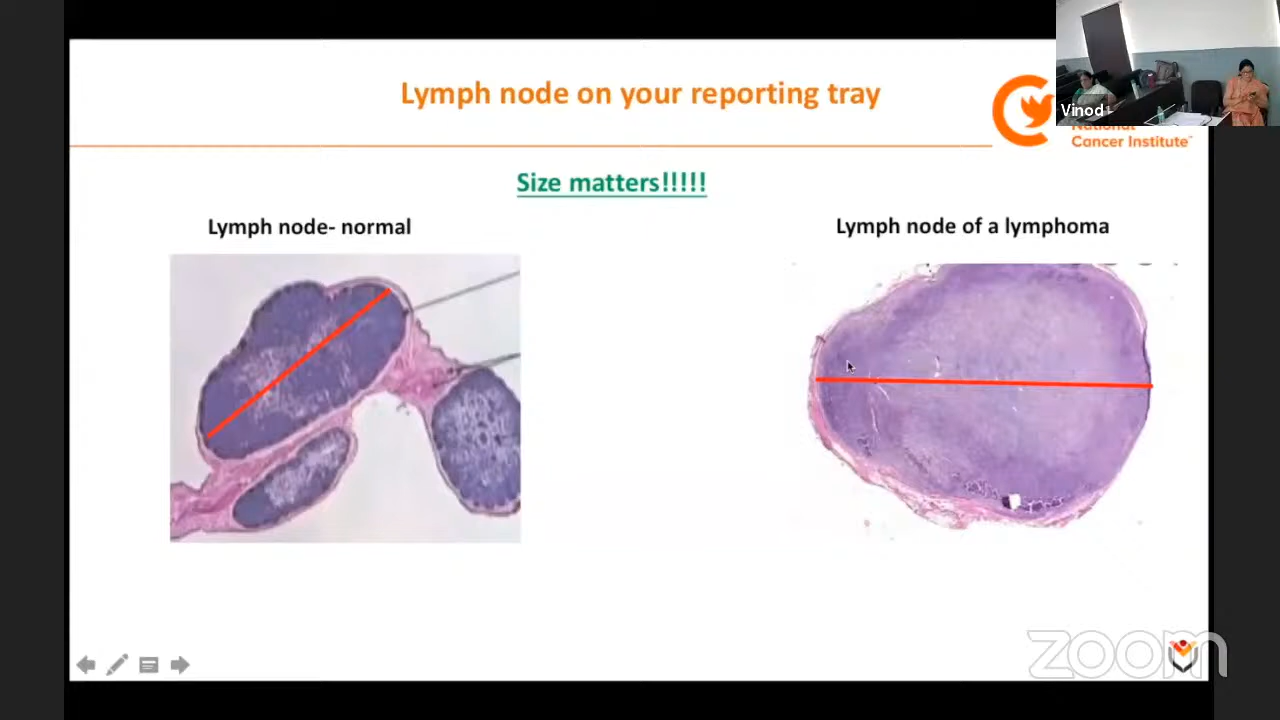 Lymph node on your reporting tray
Vinod
National
Cancer Institute™
Size matters!!!!!
Lymph node- normal
Lymph node of a lymphoma
zoom